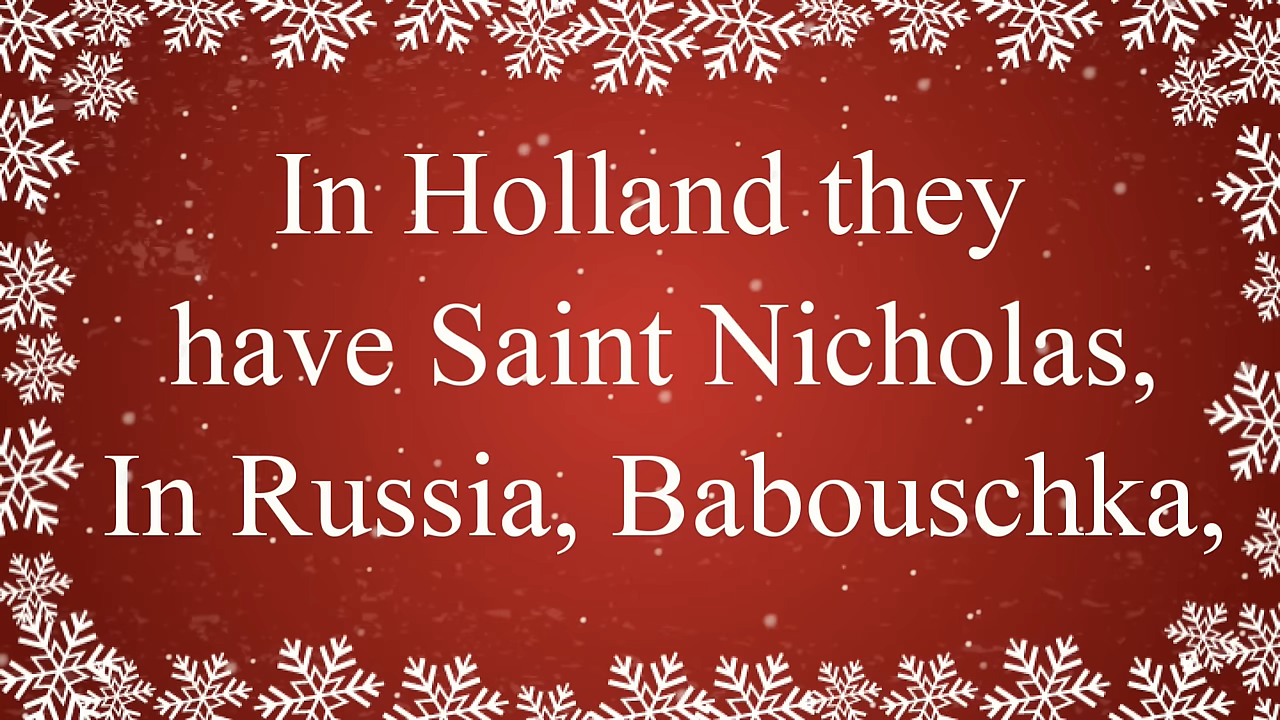 In Holland they
have Saint Nicholas,
In Russia, Babouschka,